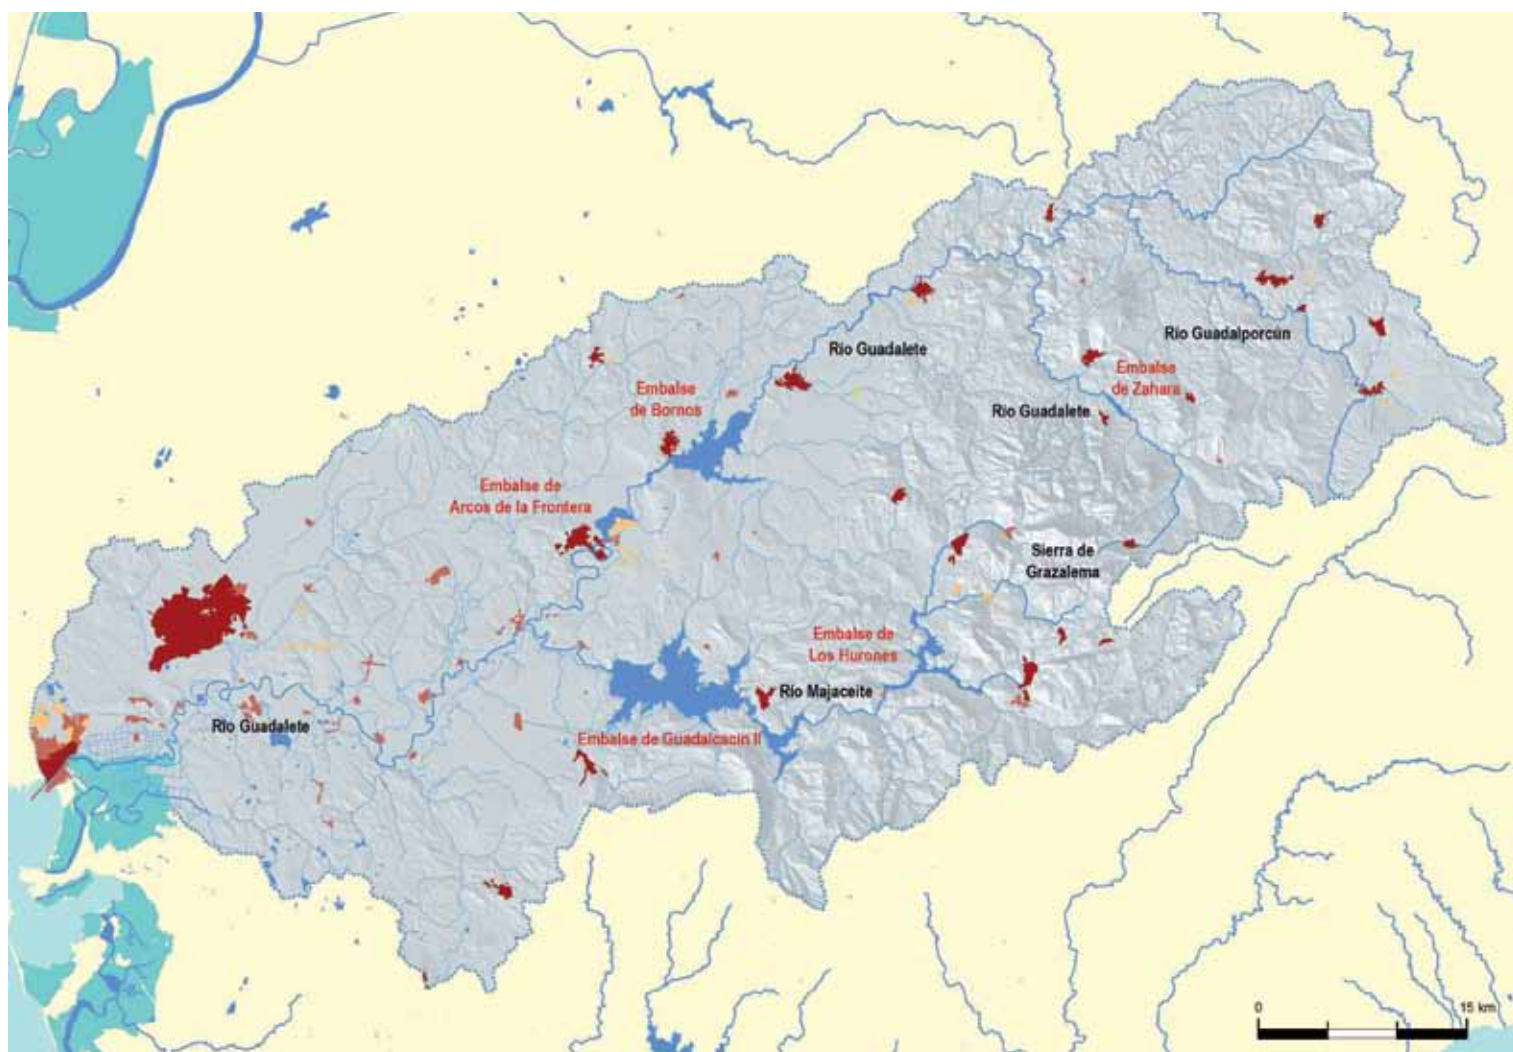 Río Guadalporcún
Río Guadalete
Embalse
de Zahara
Embalse
de Bornos
Río Guadalete
Embalse de
Arcos de la Frontera
Sierra de
Grazalema
Embalse de
Los Hurones
Río Majaceite
Río Guadalete
Embalse de Guadalcacín II
0
15 km